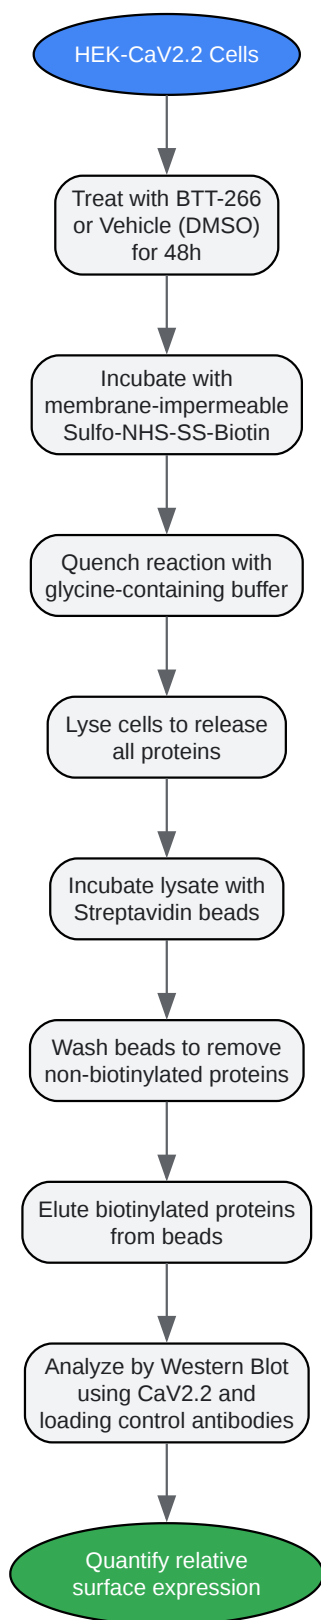 HEK-CaV2.2 Cells
Treat with BTT-266
or Vehicle (DMSO)
for 48h
Incubate with
membrane-impermeable
Sulfo-NHS-SS-Biotin
Quench reaction with
glycine-containing buffer
Lyse cells to release
all proteins
Incubate lysate with
Streptavidin beads
Wash beads to remove
non-biotinylated proteins
Elute biotinylated proteins
from beads
Analyze by Western Blot
using CaV2.2 and
loading control antibodies
Quantify relative
surface expression